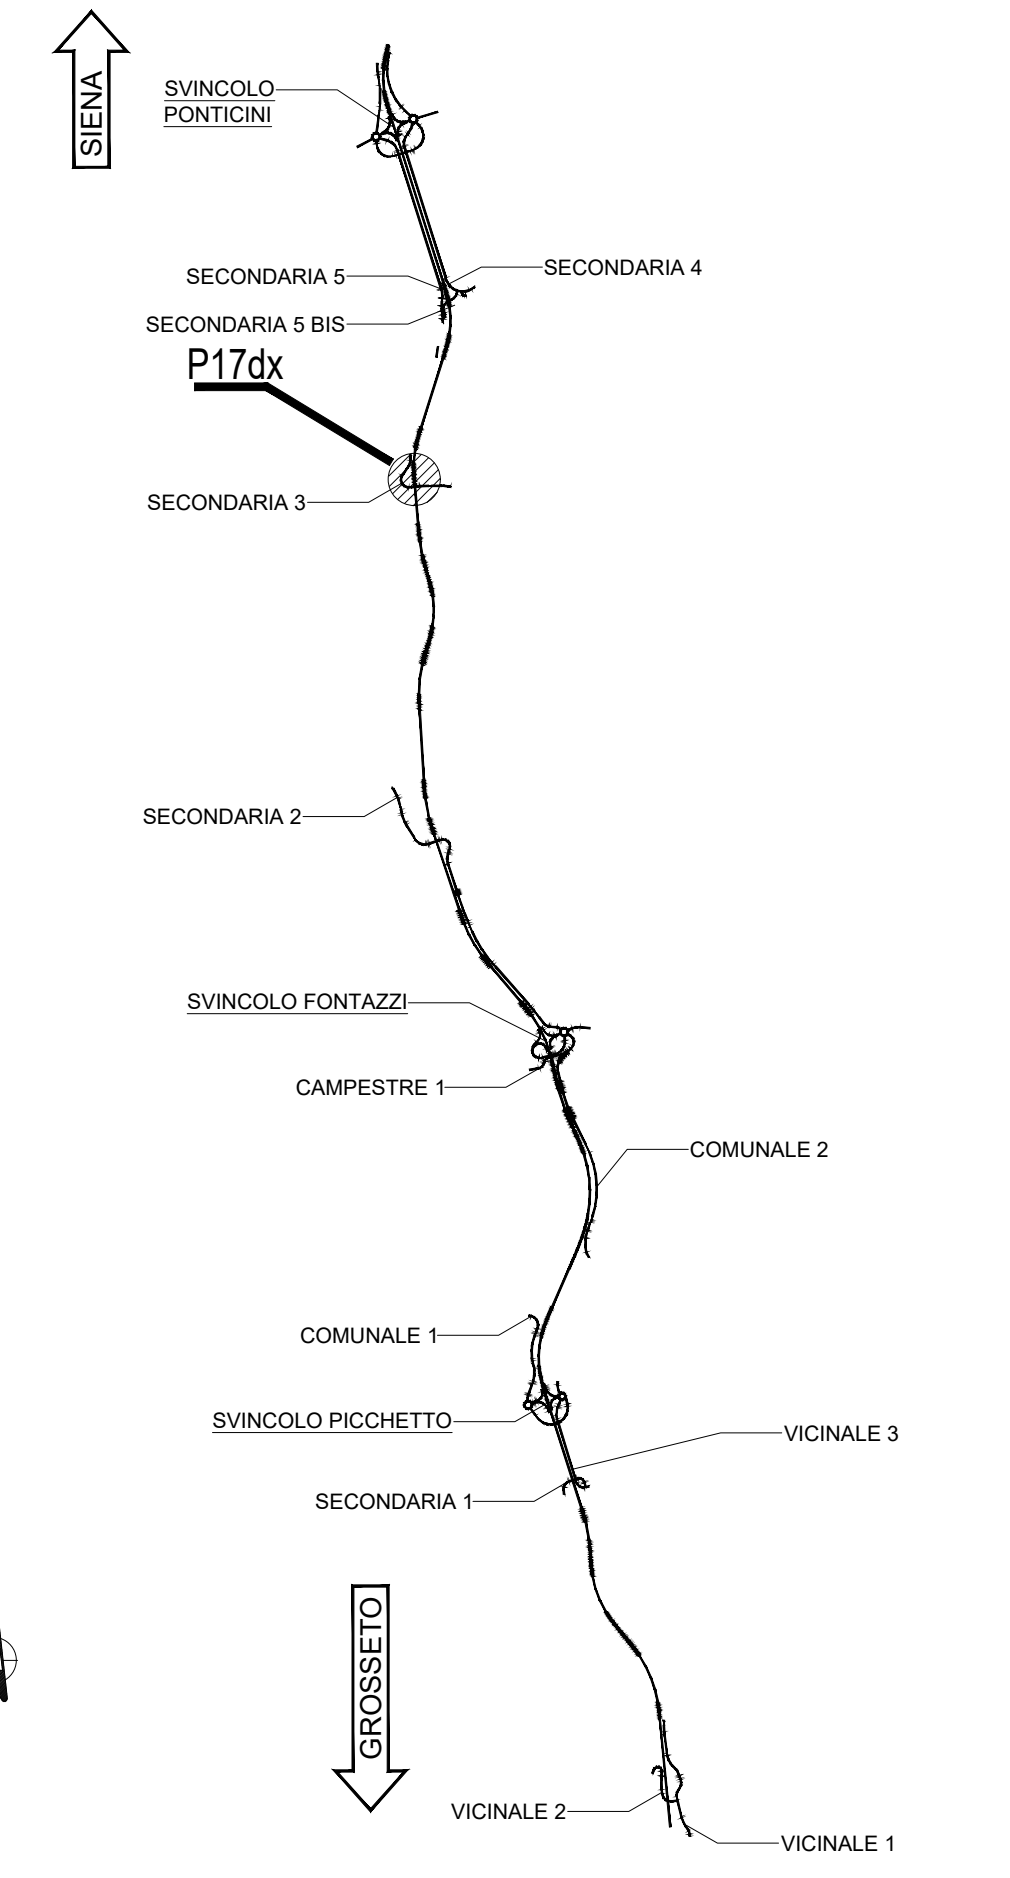 SIENA
SVINCOLO
PONTICINI
SECONDARIA 4
SECONDARIA 5
SECONDARIA 5 BIS
P17dx
SECONDARIA 3
SECONDARIA 2
SVINCOLO FONTAZZI
CAMPESTRE 1
COMUNALE 2
COMUNALE 1
SVINCOLO PICCHETTO
VICINALE 3
SECONDARIA 1
GROSSETO
VICINALE 2
VICINALE 1